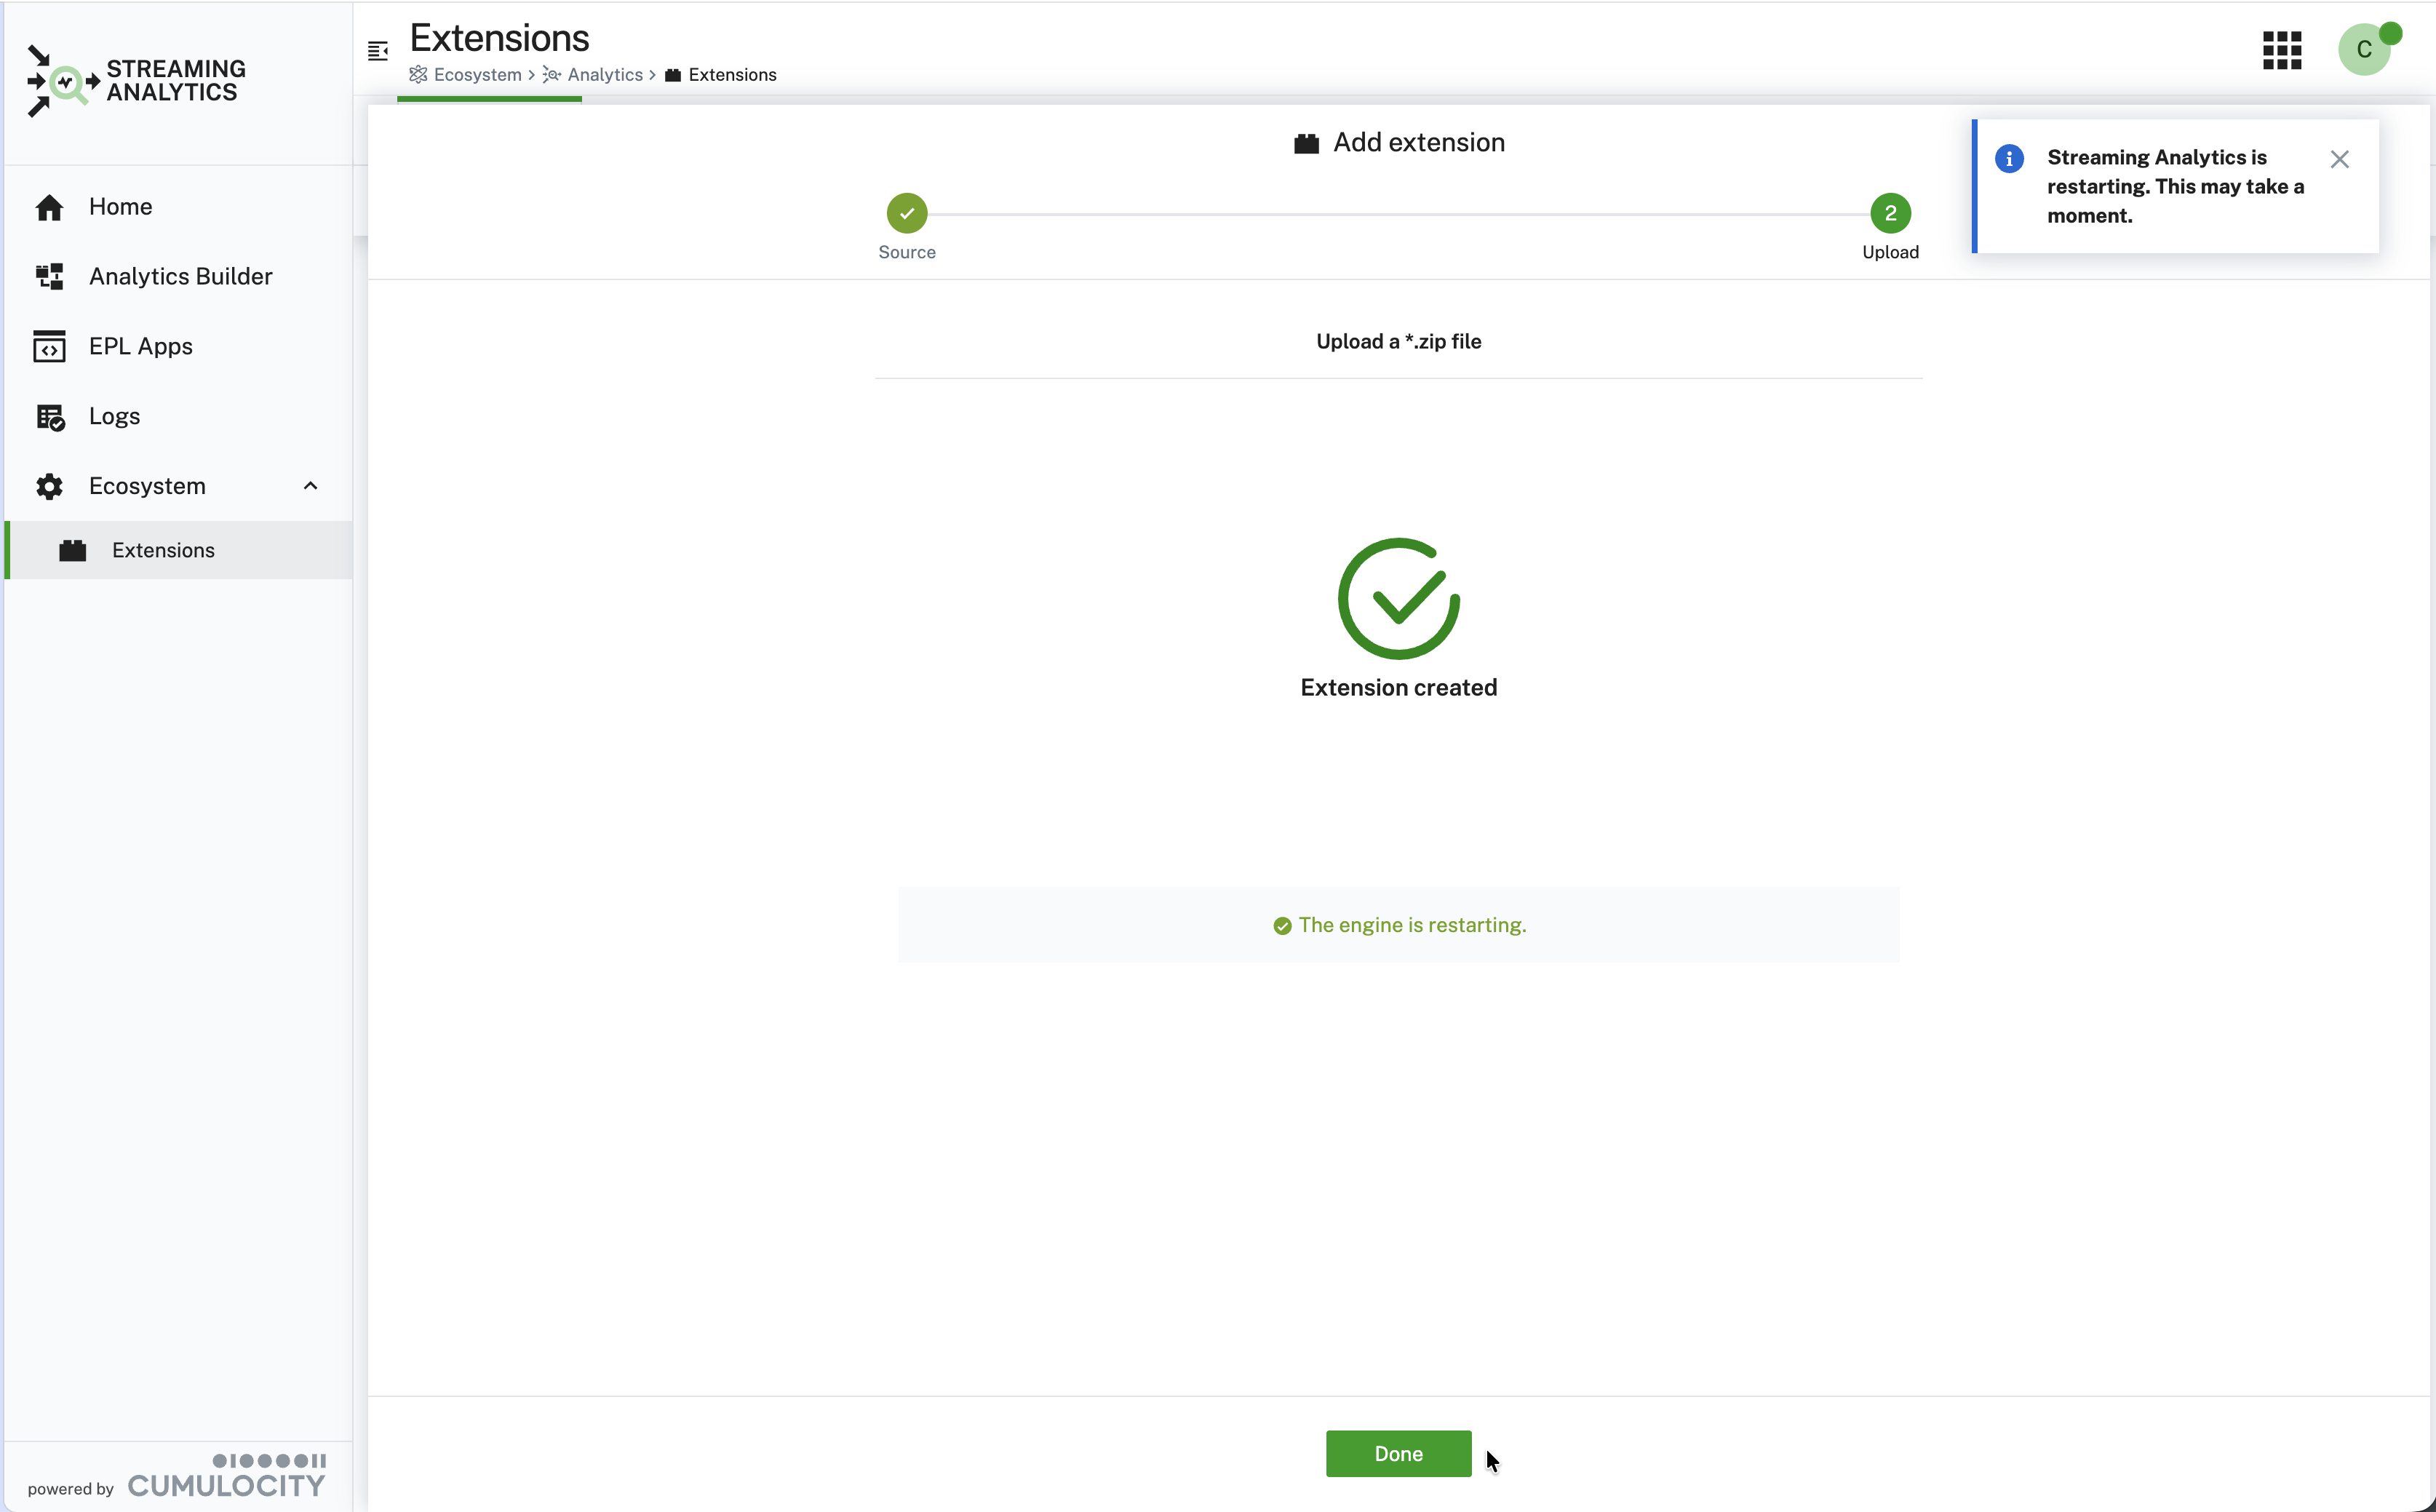 STREAMING
ANALYTICS
Home
Analytics Builder
EPL Apps
Logs
Ecosystem
Extensions
powered by CUMULOCITY
Extensions
Ecosystem > Analytics > Extensions
C
Add extension
2
Source
Upload
Streaming Analytics is
restarting. This may take a
moment.
Upload a *.zip file
Extension created
The engine is restarting.
Done